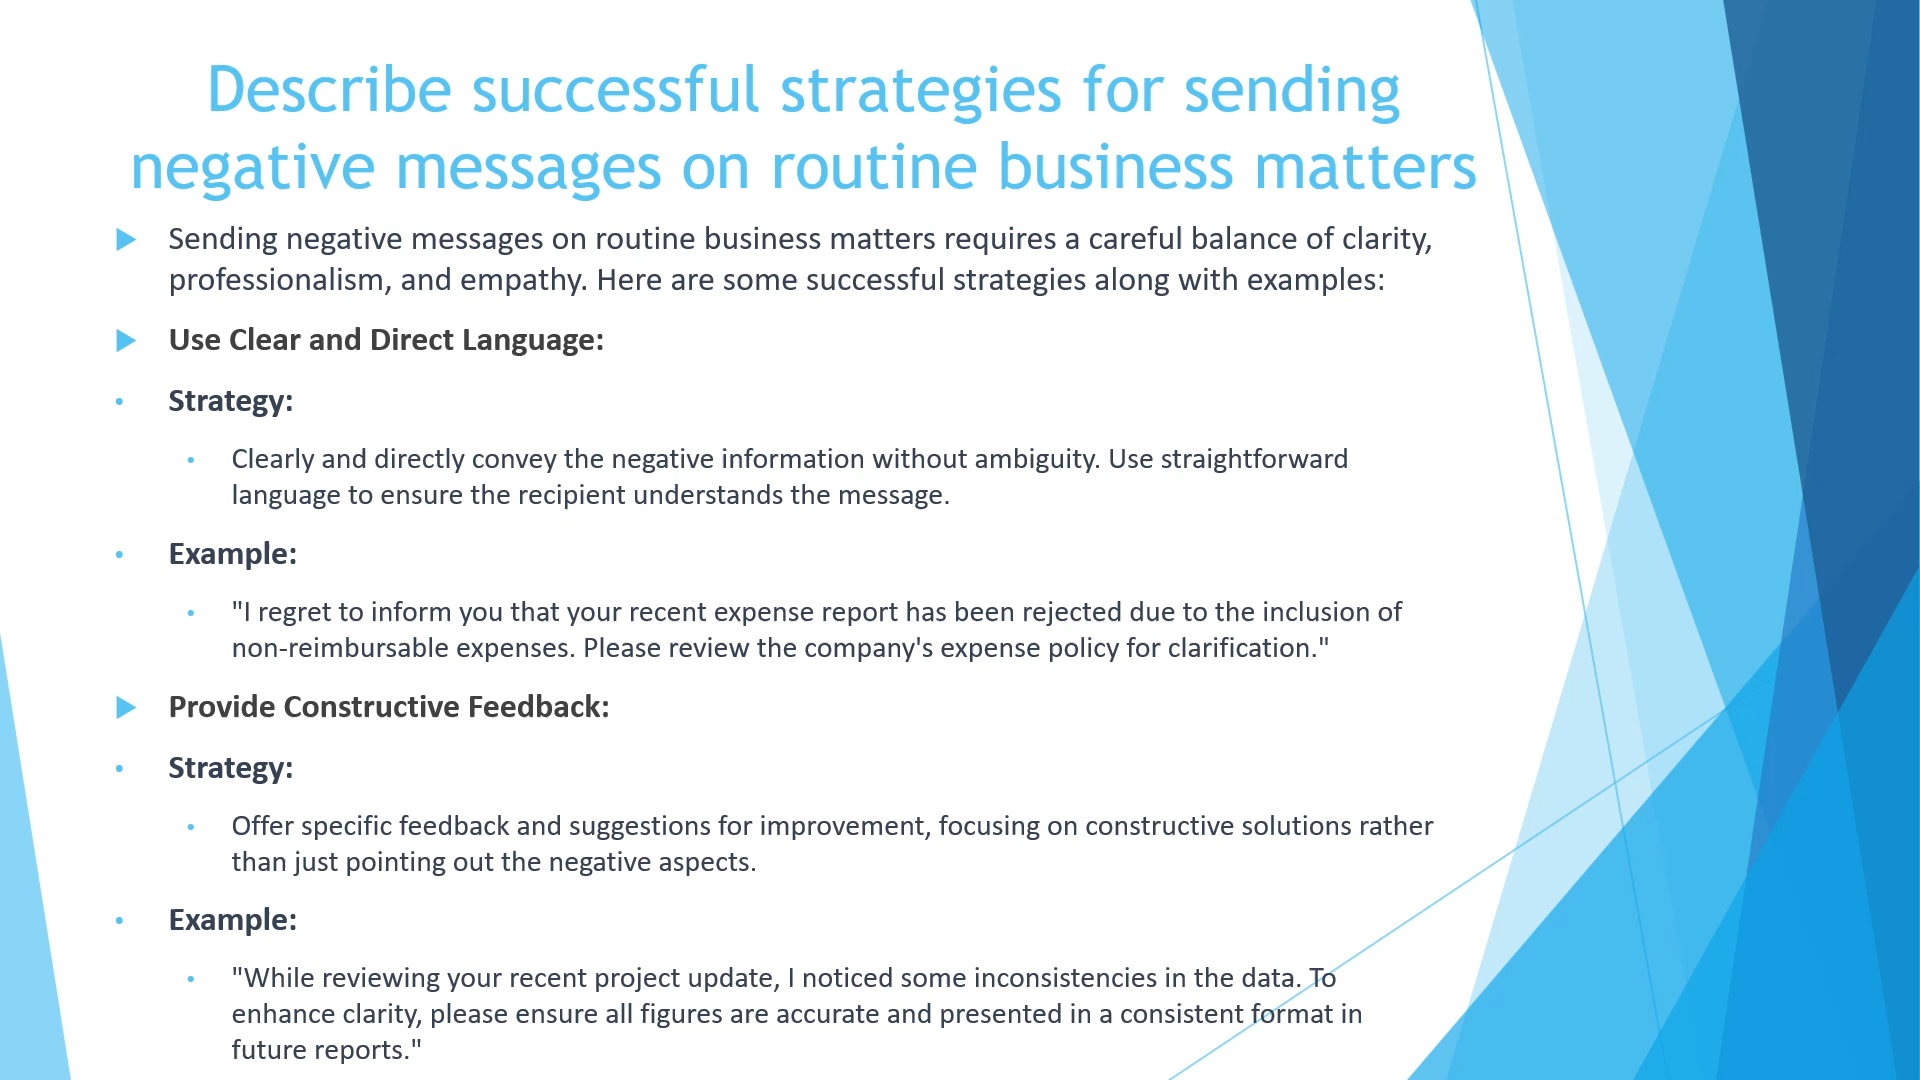 Describe successful strategies for sending
negative messages on routine business matters
Sending negative messages on routine business matters requires a careful balance of clarity,
professionalism, and empathy. Here are some successful strategies along with examples:
Use Clear and Direct Language:
Strategy:
Clearly and directly convey the negative information without ambiguity. Use straightforward
language to ensure the recipient understands the message.
Example:
"I regret to inform you that your recent expense report has been rejected due to the inclusion of
non-reimbursable expenses. Please review the company's expense policy for clarification."
Provide Constructive Feedback:
Strategy:
Offer specific feedback and suggestions for improvement, focusing on constructive solutions rather
than just pointing out the negative aspects.
Example:
"While reviewing your recent project update, I noticed some inconsistencies in the data. To
enhance clarity, please ensure all figures are accurate and presented in a consistent format in
future reports."